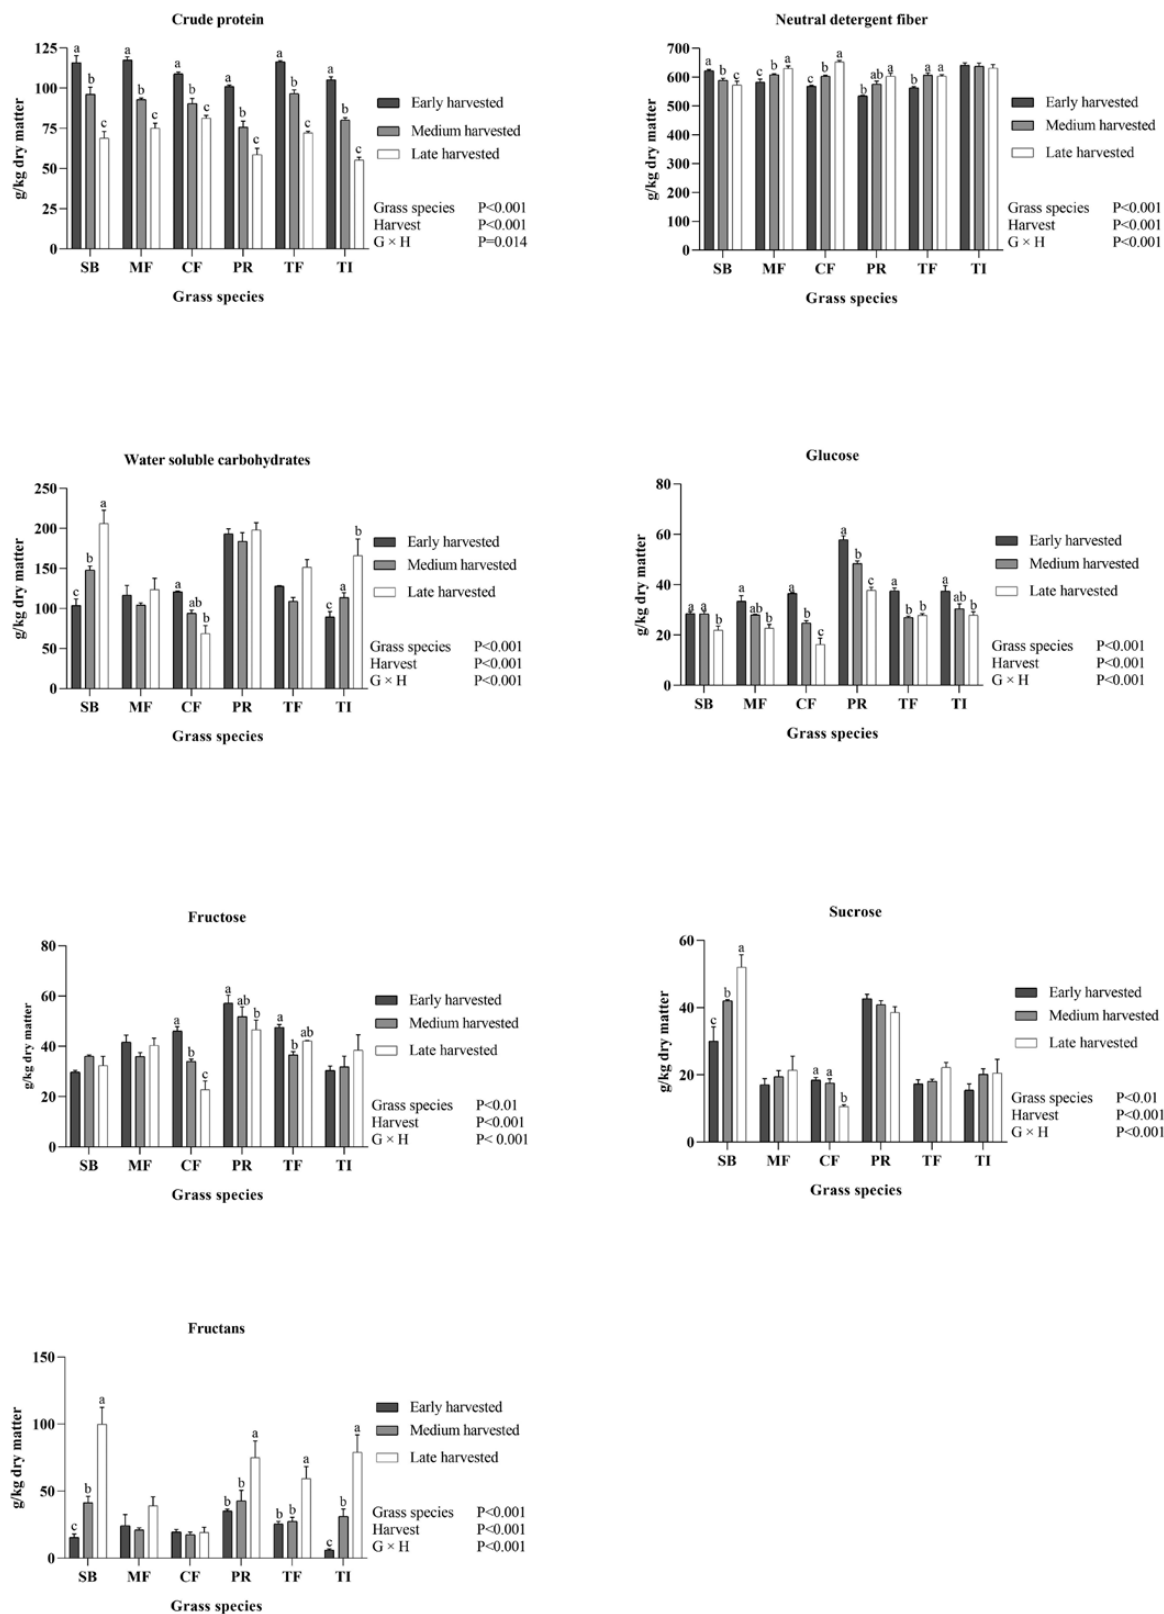 Crude protein
a a a a a a
b b b b b b
c c c c c c
125
100
75
50
25
0
g/kg dry matter
SB MF CF PR TF TI
Grass species
Early harvested
Medium harvested
Late harvested
Grass species P<0.001
Harvest P<0.001
G × H P=0.014
Neutral detergent fiber
700
600
500
400
300
200
100
0
g/kg dry matter
a b c c b a c b a b ab a b a a
SB MF CF PR TF TI
Grass species
Early harvested
Medium harvested
Late harvested
Grass species P<0.001
Harvest P<0.001
G × H P<0.001
Water soluble carbohydrates
250
200
150
100
50
0
g/kg dry matter
c b a a ab b c a b
SB MF CF PR TF TI
Grass species
Early harvested
Medium harvested
Late harvested
Grass species P<0.001
Harvest P<0.001
G × H P<0.001
Glucose
80
60
40
20
0
g/kg dry matter
a a b a ab b a b c a b c a b b a ab b
SB MF CF PR TF TI
Grass species
Early harvested
Medium harvested
Late harvested
Grass species P<0.001
Harvest P<0.001
G × H P<0.001
Fructose
80
60
40
20
0
g/kg dry matter
a b c a ab b a b ab
SB MF CF PR TF TI
Grass species
Early harvested
Medium harvested
Late harvested
Grass species P<0.01
Harvest P<0.001
G × H P< 0.001
Sucrose
60
40
20
0
g/kg dry matter
c b a a a b
SB MF CF PR TF TI
Grass species
Early harvested
Medium harvested
Late harvested
Grass species P<0.01
Harvest P<0.001
G × H P<0.001
Fructans
150
100
50
0
g/kg dry matter
c b a b b a b b a c b a
SB MF CF PR TF TI
Grass species
Early harvested
Medium harvested
Late harvested
Grass species P<0.001
Harvest P<0.001
G × H P<0.001